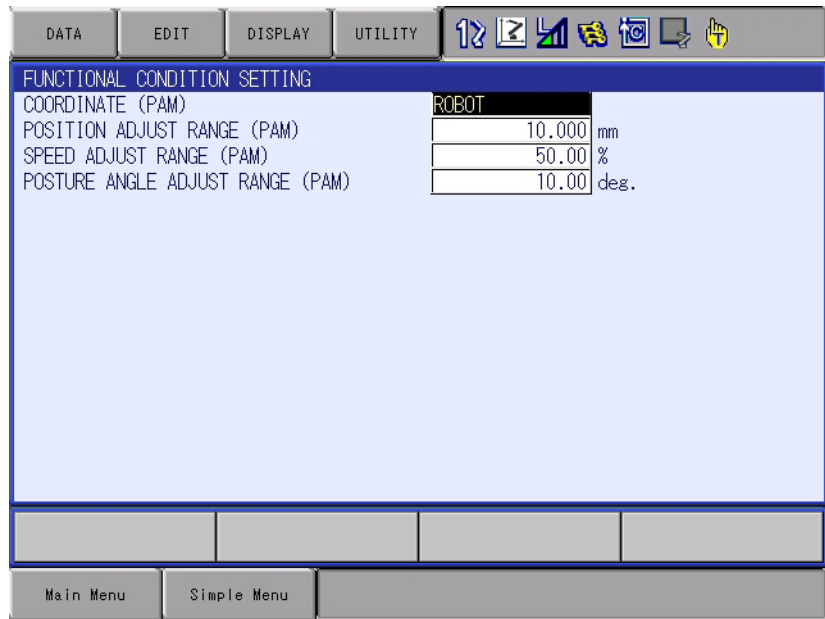 DATA EDIT DISPLAY UTILITY
FUNCTIONAL CONDITION SETTING
COORDINATE (PAM) ROBOT
POSITION ADJUST RANGE (PAM) 10.000 mm
SPEED ADJUST RANGE (PAM) 50.00 %
POSTURE ANGLE ADJUST RANGE (PAM) 10.00 deg.
Main Menu Simple Menu